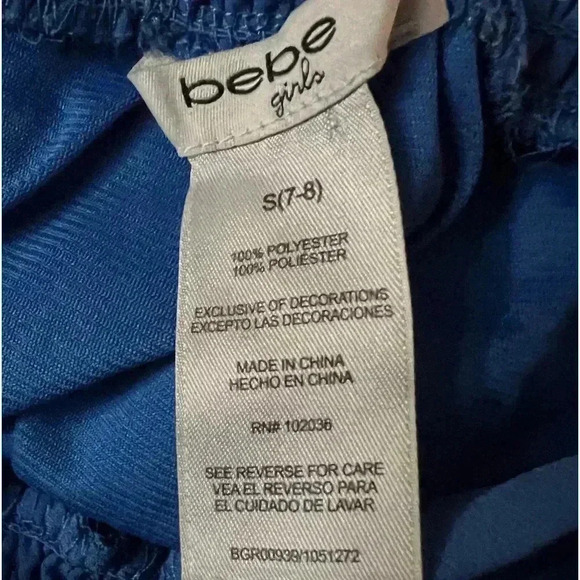 bebe
girls
S(7-8)
100% POLYESTER
100% POLIÉSTER
EXCLUSIVE OF DECORATIONS
EXCEPTO LAS DECORACIONES
MADE IN CHINA
HECHO EN CHINA
RN# 102036
SEE REVERSE FOR CARE
VEA EL REVERSO PARA
EL CUIDADO DE LAVAR
BGR00939/1051272